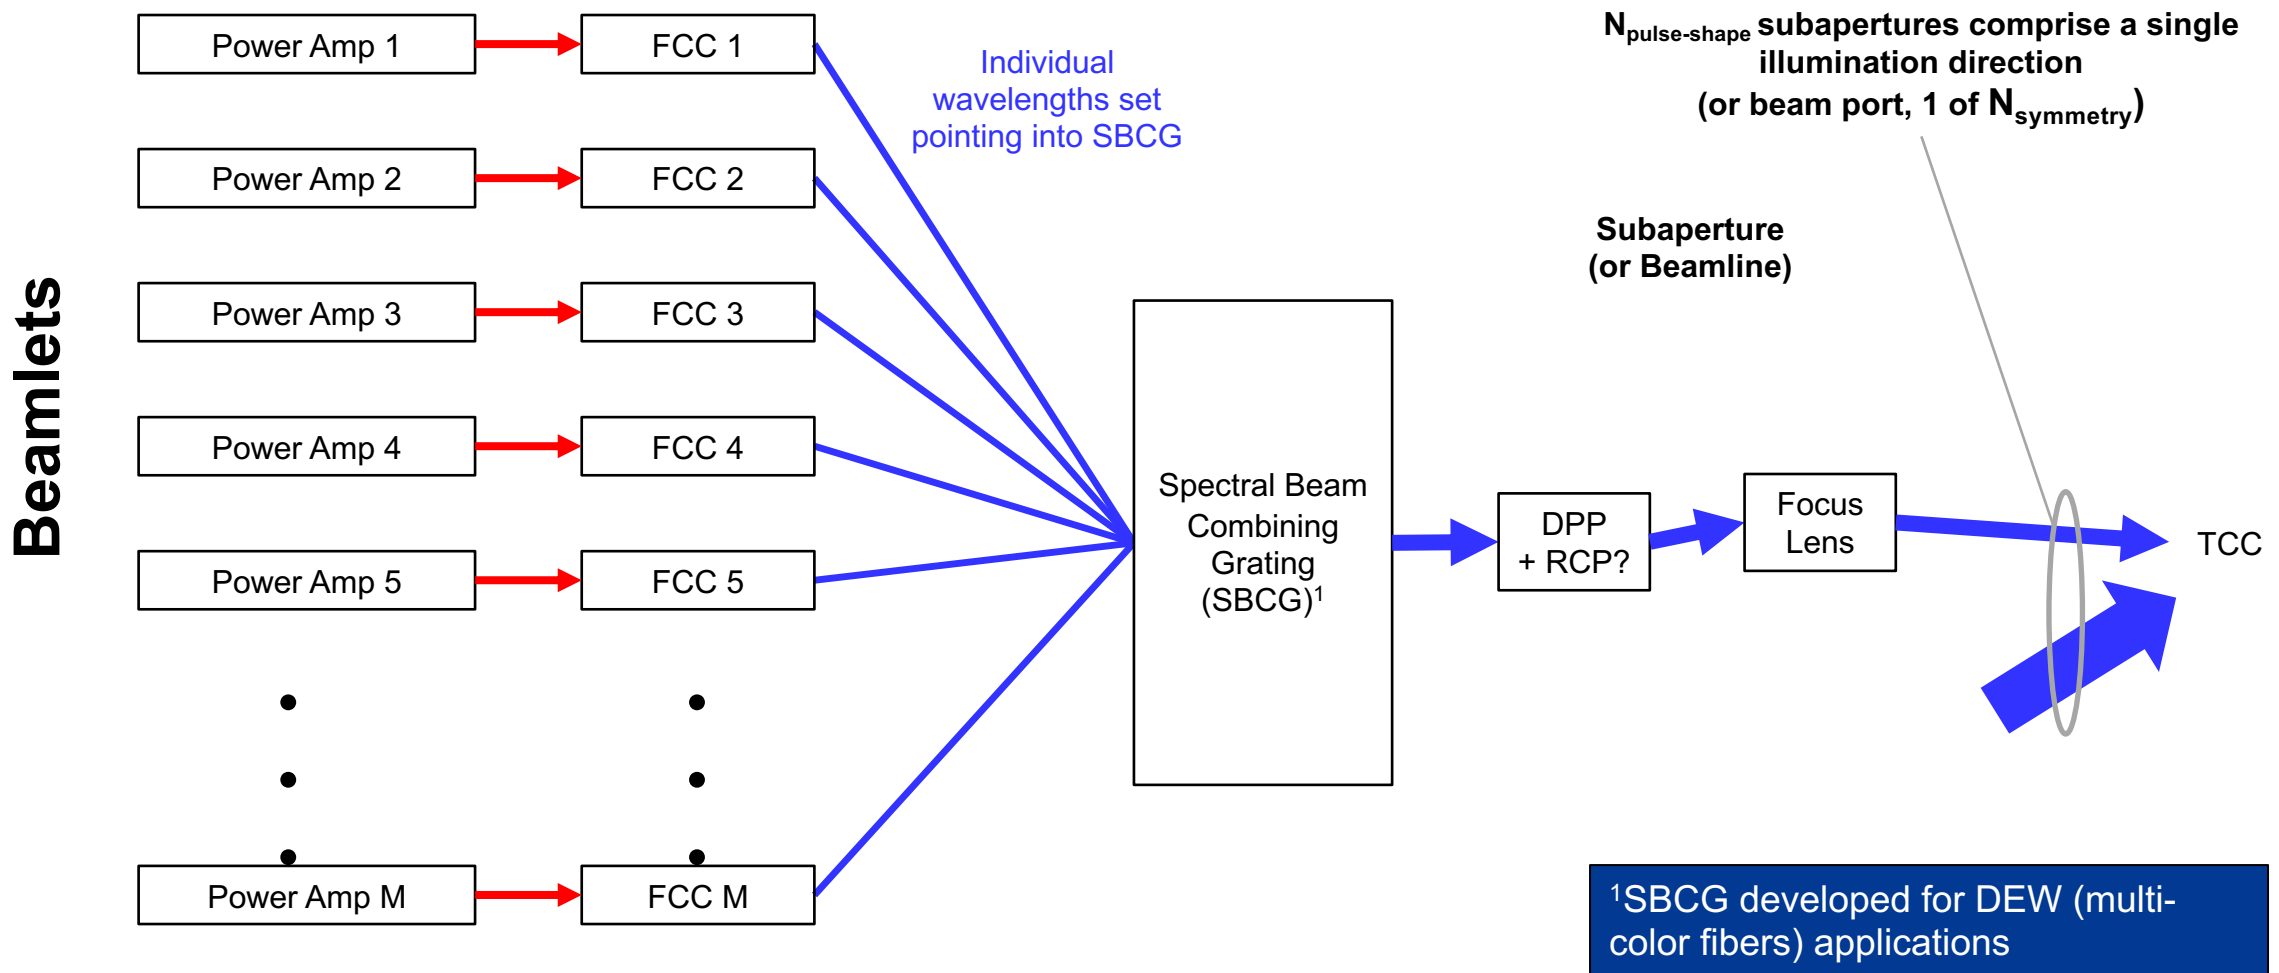 Beamlets
Power Amp 1
FCC 1
Power Amp 2
FCC 2
Power Amp 3
FCC 3
Power Amp 4
FCC 4
Power Amp 5
FCC 5
Power Amp M
FCC M
Individual
wavelengths set
pointing into SBCG
Spectral Beam
Combining
Grating
(SBCG)¹
DPP
+ RCP?
Focus
Lens
TCC
Npulse-shape subapertures comprise a single
illumination direction
(or beam port, 1 of Nsymmetry)
Subaperture
(or Beamline)
¹SBCG developed for DEW (multi-
color fibers) applications